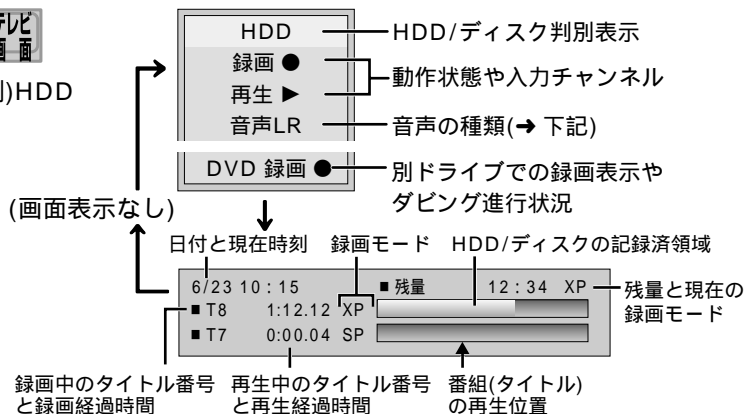 テレビ
画 面
)HDD
HDD
録画 ●
再生 ▶
音声LR
DVD 録画 ●
HDD/ディスク判別表示
動作状態や入力チャンネル
音声の種類(➜ 下記)
別ドライブでの録画表示や
ダビング進行状況
(画面表示なし)
日付と現在時刻
録画モード
HDD/ディスクの記録済領域
6/23 10：15
■ 残量 12：34 XP
■ T8 1:12.12 XP
■ T7 0:00.04 SP
残量と現在の
録画モード
録画中のタイトル番号
と録画経過時間
再生中のタイトル番号
と再生経過時間
番組(タイトル)
の再生位置